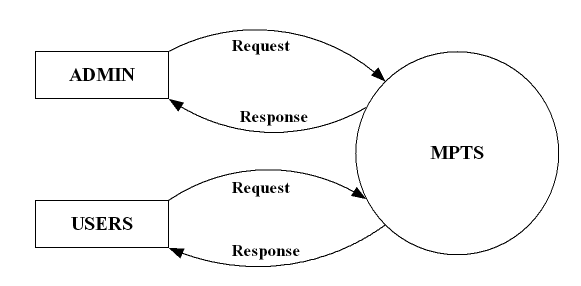 Request
ADMIN
Response
MPTS
Request
USERS
Response